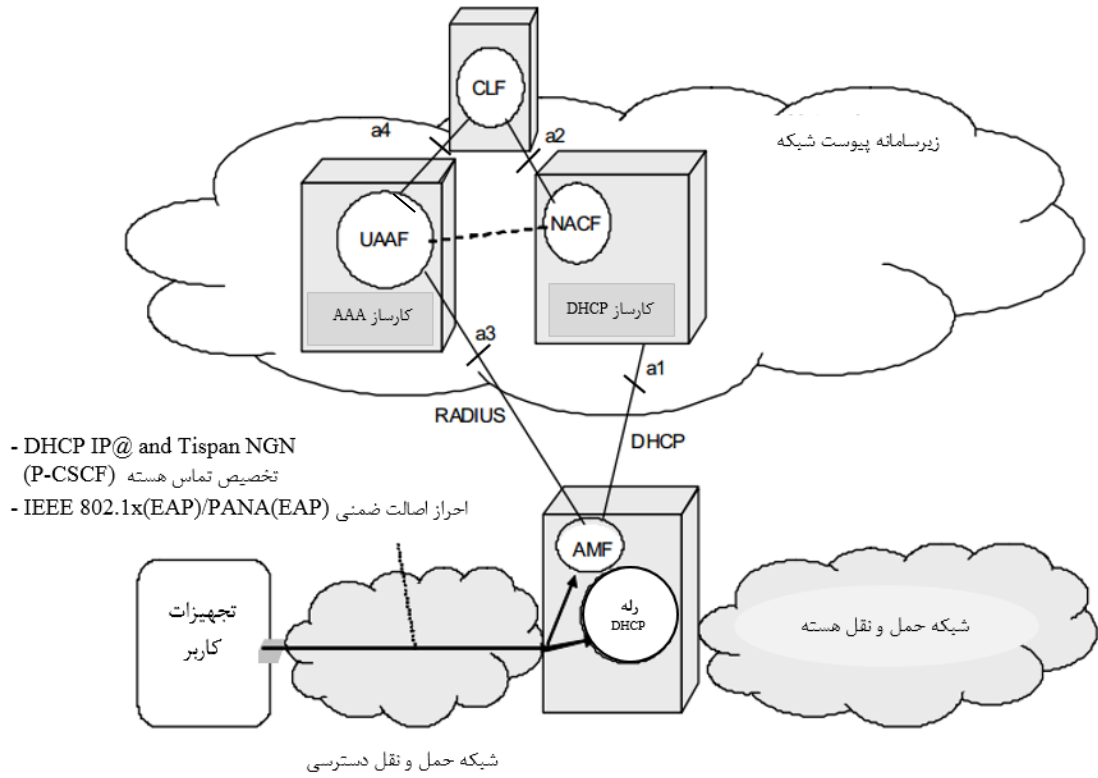 CLF
a4
a2
زیرسامانه پیوست شبکه
UAAF
NACF
کارساز AAA
کارساز DHCP
a3
a1
RADIUS
DHCP
- DHCP IP@ and Tispan NGN
تخصیص تماس هسته (P-CSCF)
- IEEE 802.1x(EAP)/PANA(EAP) احراز اصالت ضمنی
AMF
رله
DHCP
تجهیزات
کاربر
شبکه حمل و نقل هسته
شبکه حمل و نقل دسترسی